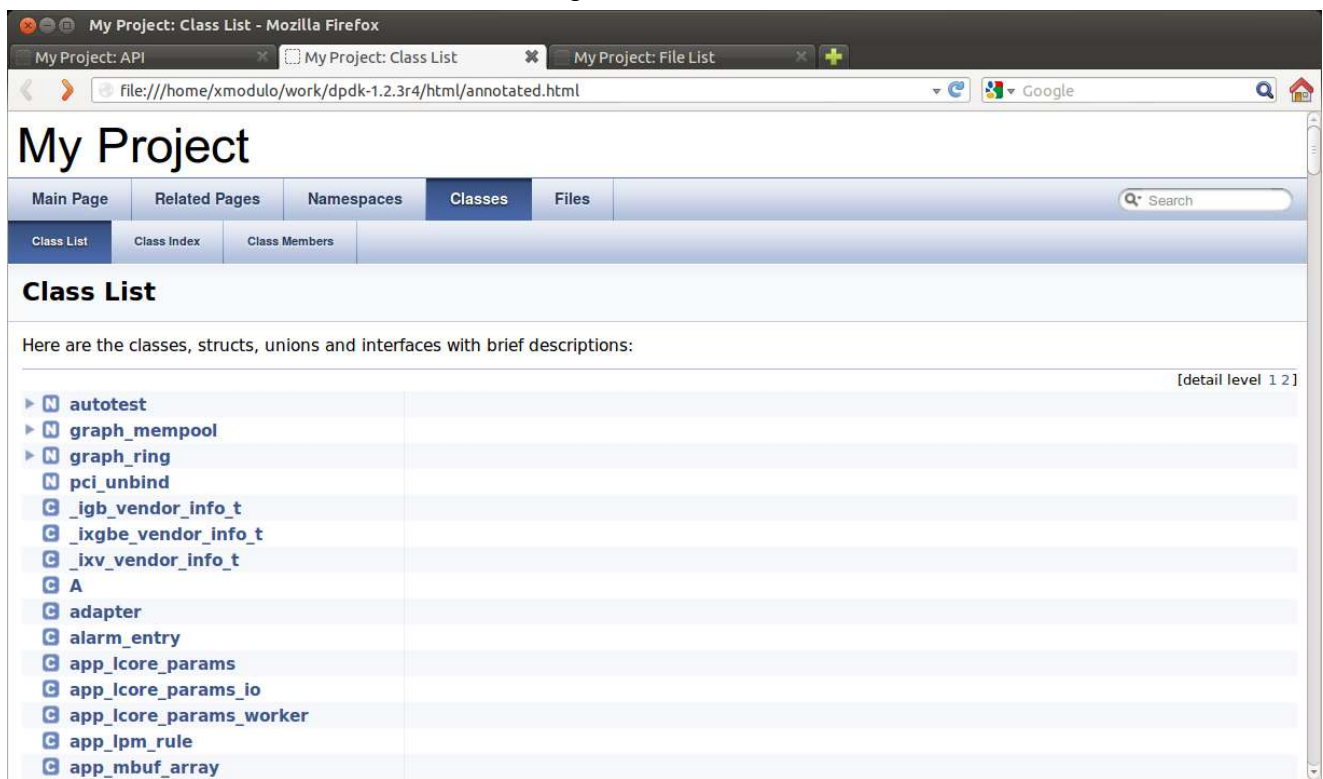 My Project: Class List - Mozilla Firefox
My Project: API My Project: Class List My Project: File List
file:///home/xmodulo/work/dpdk-1.2.3r4/html/annotated.html Google
My Project
Main Page Related Pages Namespaces Classes Files Search
Class List Class Index Class Members
Class List
Here are the classes, structs, unions and interfaces with brief descriptions:
[detail level 1 2]
N autotest
N graph_mempool
N graph_ring
N pci_unbind
C _igb_vendor_info_t
C _ixgbe_vendor_info_t
C _ixv_vendor_info_t
C A
C adapter
C alarm_entry
C app_lcore_params
C app_lcore_params_io
C app_lcore_params_worker
C app_lpm_rule
C app_mbuf_array